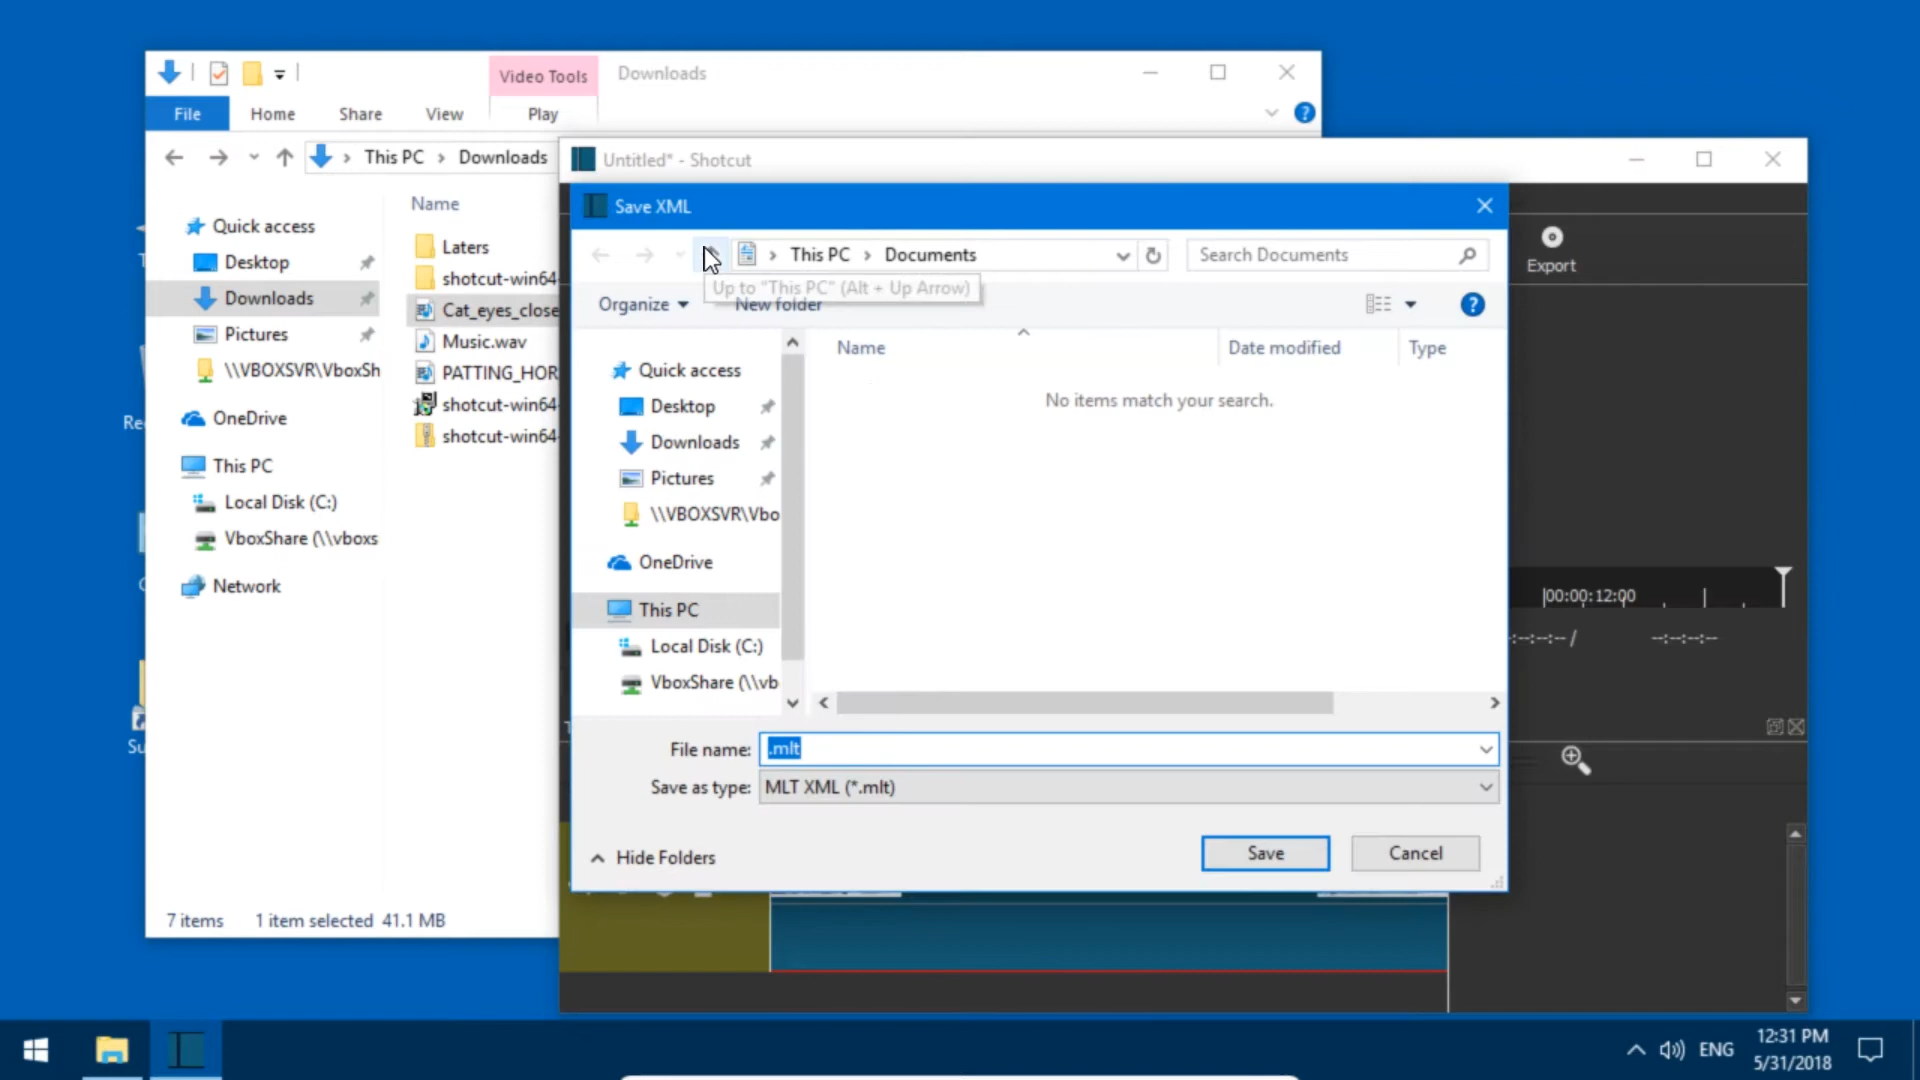 Video Tools
Downloads
File
Home
Share
View
Play
This PC
Downloads
Name
Quick access
Desktop
Downloads
Pictures
\\VBOXSVR\VboxSh
OneDrive
This PC
Local Disk (C:)
VboxShare (\\vboxs
Network
Laters
shotcut-win64-
Cat_eyes_close
Music.wav
PATTING_HOR
shotcut-win64-
shotcut-win64-
7 items
1 item selected 41.1 MB
Untitled* - Shotcut
Save XML
This PC
Documents
Search Documents
Up to "This PC" (Alt + Up Arrow)
Organize
New folder
Name
Date modified
Type
No items match your search.
Quick access
Desktop
Downloads
Pictures
\\VBOXSVR\Vbo
OneDrive
This PC
Local Disk (C:)
VboxShare (\\vb
File name:
.mlt
Save as type:
MLT XML (*.mlt)
Hide Folders
Save
Cancel
Export
00:00:12:00
--:--:--:-- /
--:--:--:--
Re
Su
ENG
12:31 PM
5/31/2018